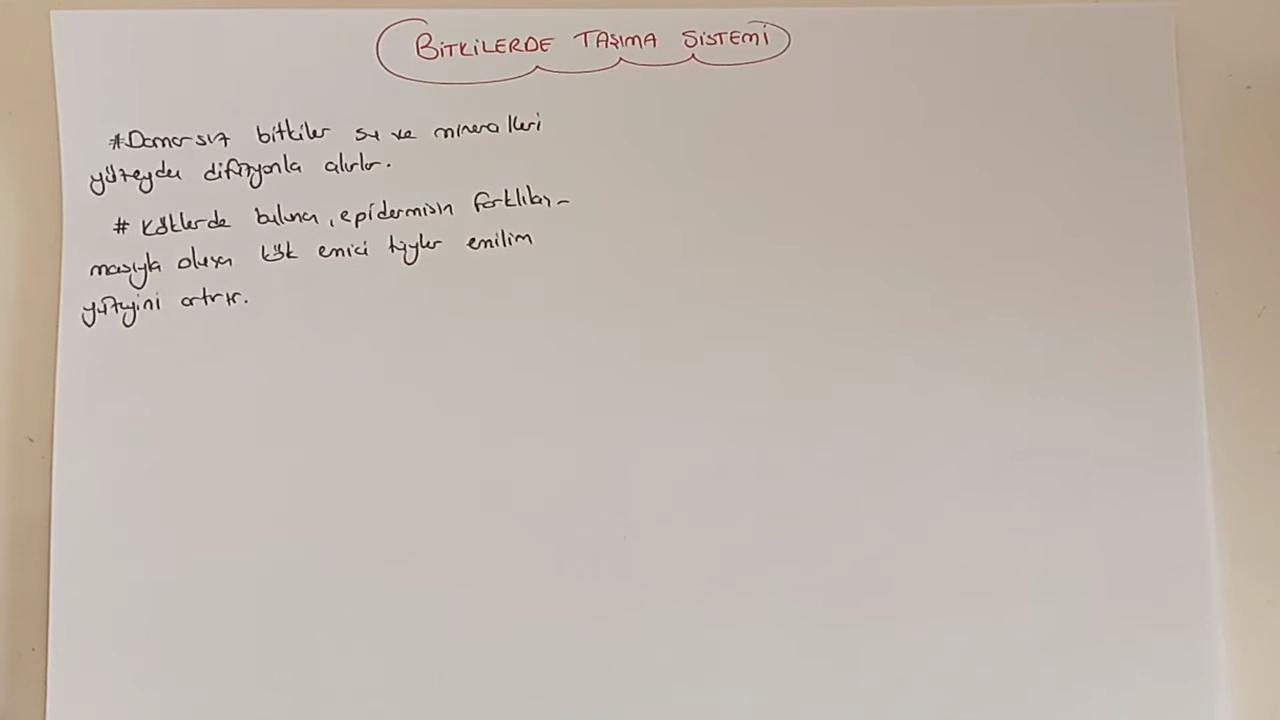 BİTKİLERDE TAŞIMA SİSTEMİ
#Damarsız bitkiler su ve mineralleri
yüzeyden difüzyonla alırlar.
# Köklerde bulunan, epidermisin farklılaş-
masıyla oluşan kök emici tüyler emilim
yüzeyini artırır.